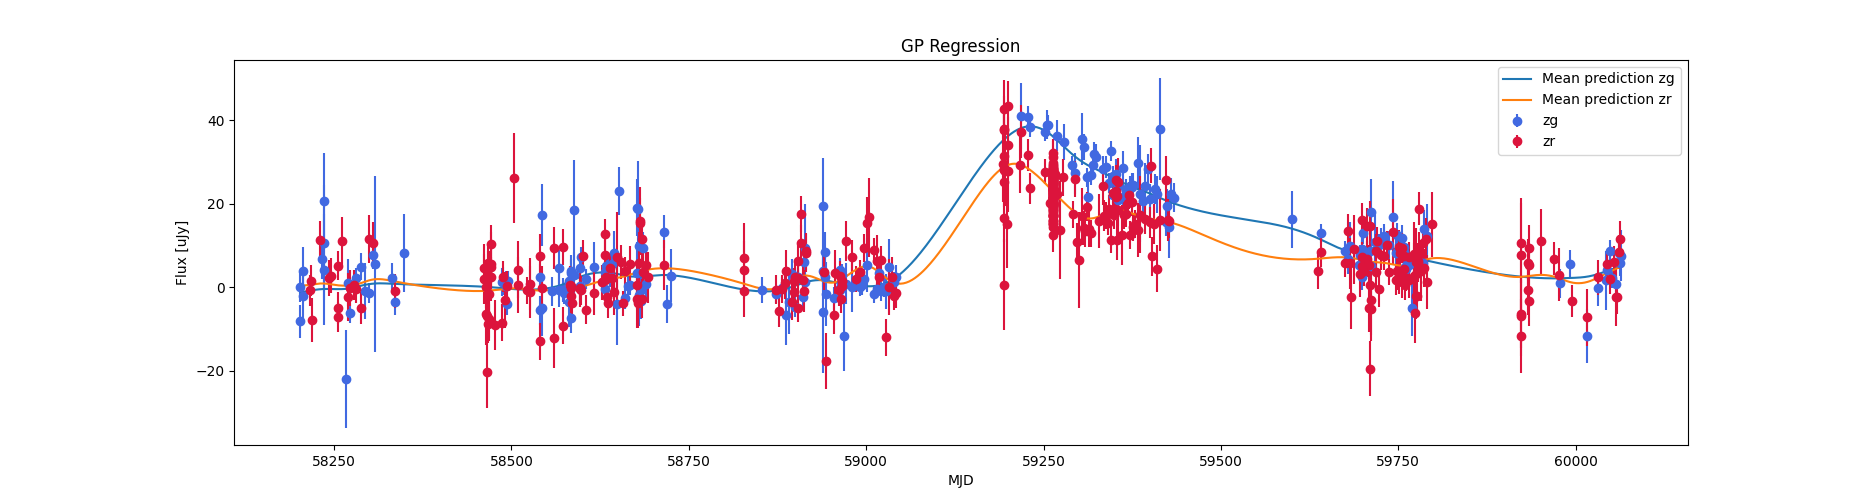 GP Regression
Flux [uJy]
40
20
0
−20
58250
58500
58750
59000
59250
59500
59750
60000
MJD
Mean prediction zg
Mean prediction zr
zg
zr